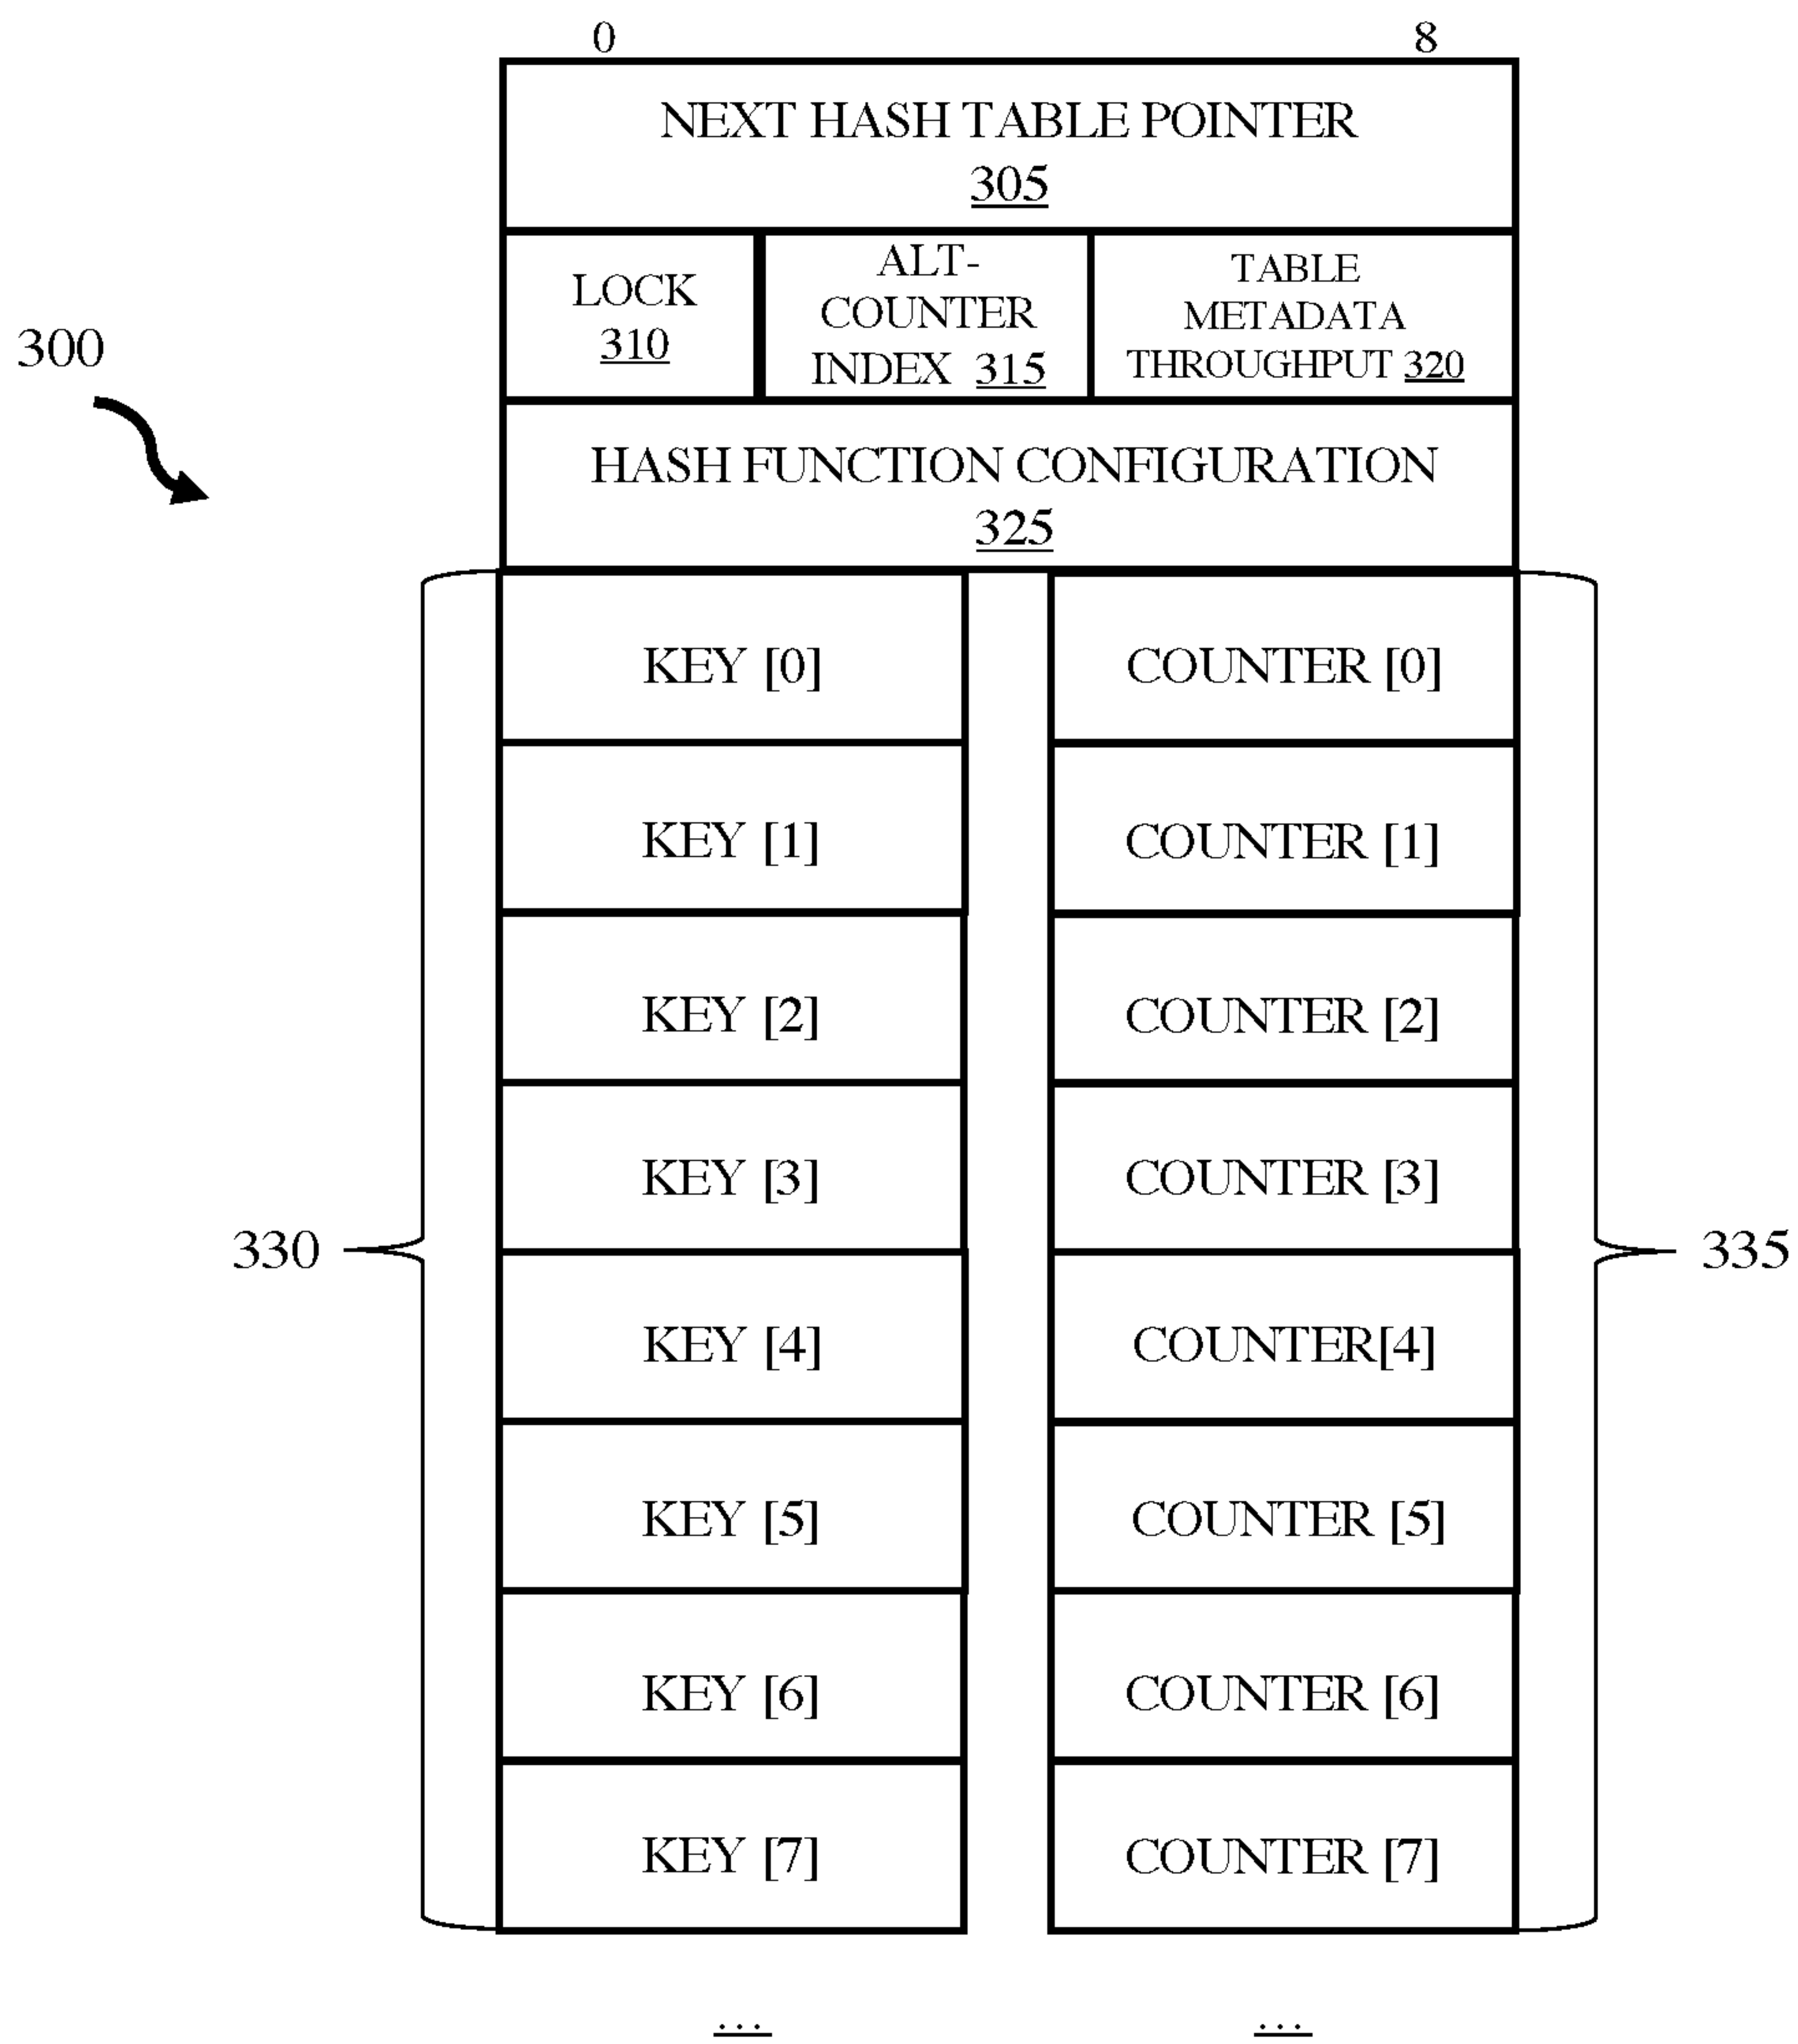 0 8
NEXT HASH TABLE POINTER
305
LOCK
310
ALT-
COUNTER
INDEX 315
TABLE
METADATA
THROUGHPUT 320
300
HASH FUNCTION CONFIGURATION
325
KEY [0] COUNTER [0]
KEY [1] COUNTER [1]
KEY [2] COUNTER [2]
KEY [3] COUNTER [3]
330 335
KEY [4] COUNTER[4]
KEY [5] COUNTER [5]
KEY [6] COUNTER [6]
KEY [7] COUNTER [7]
... ...